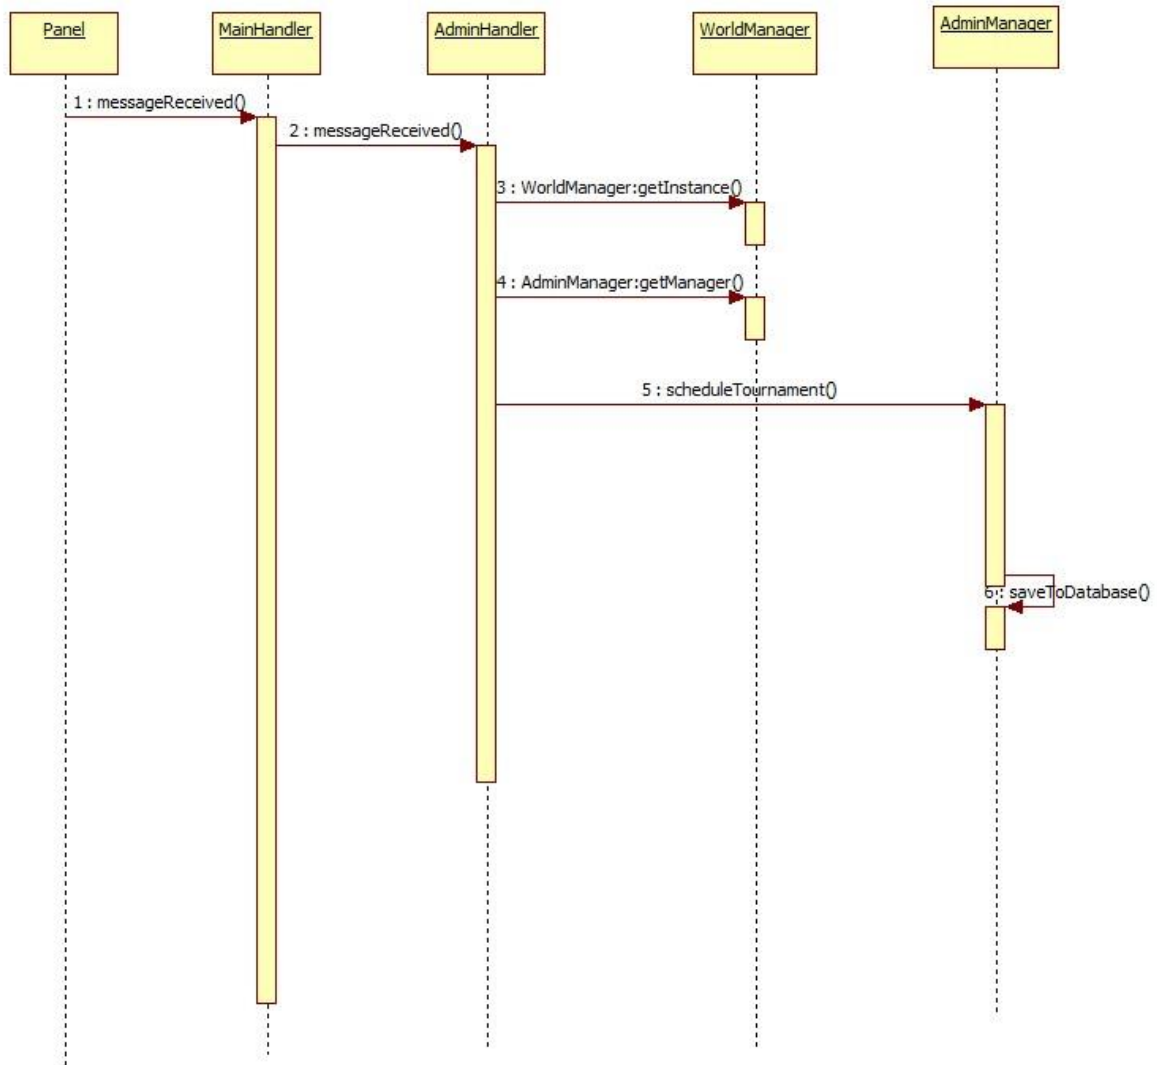 Panel
MainHandler
AdminHandler
WorldManager
AdminManager
1 : messageReceived()
2 : messageReceived()
3 : WorldManager:getInstance()
4 : AdminManager:getManager()
5 : scheduleTournament()
6 : saveToDatabase()